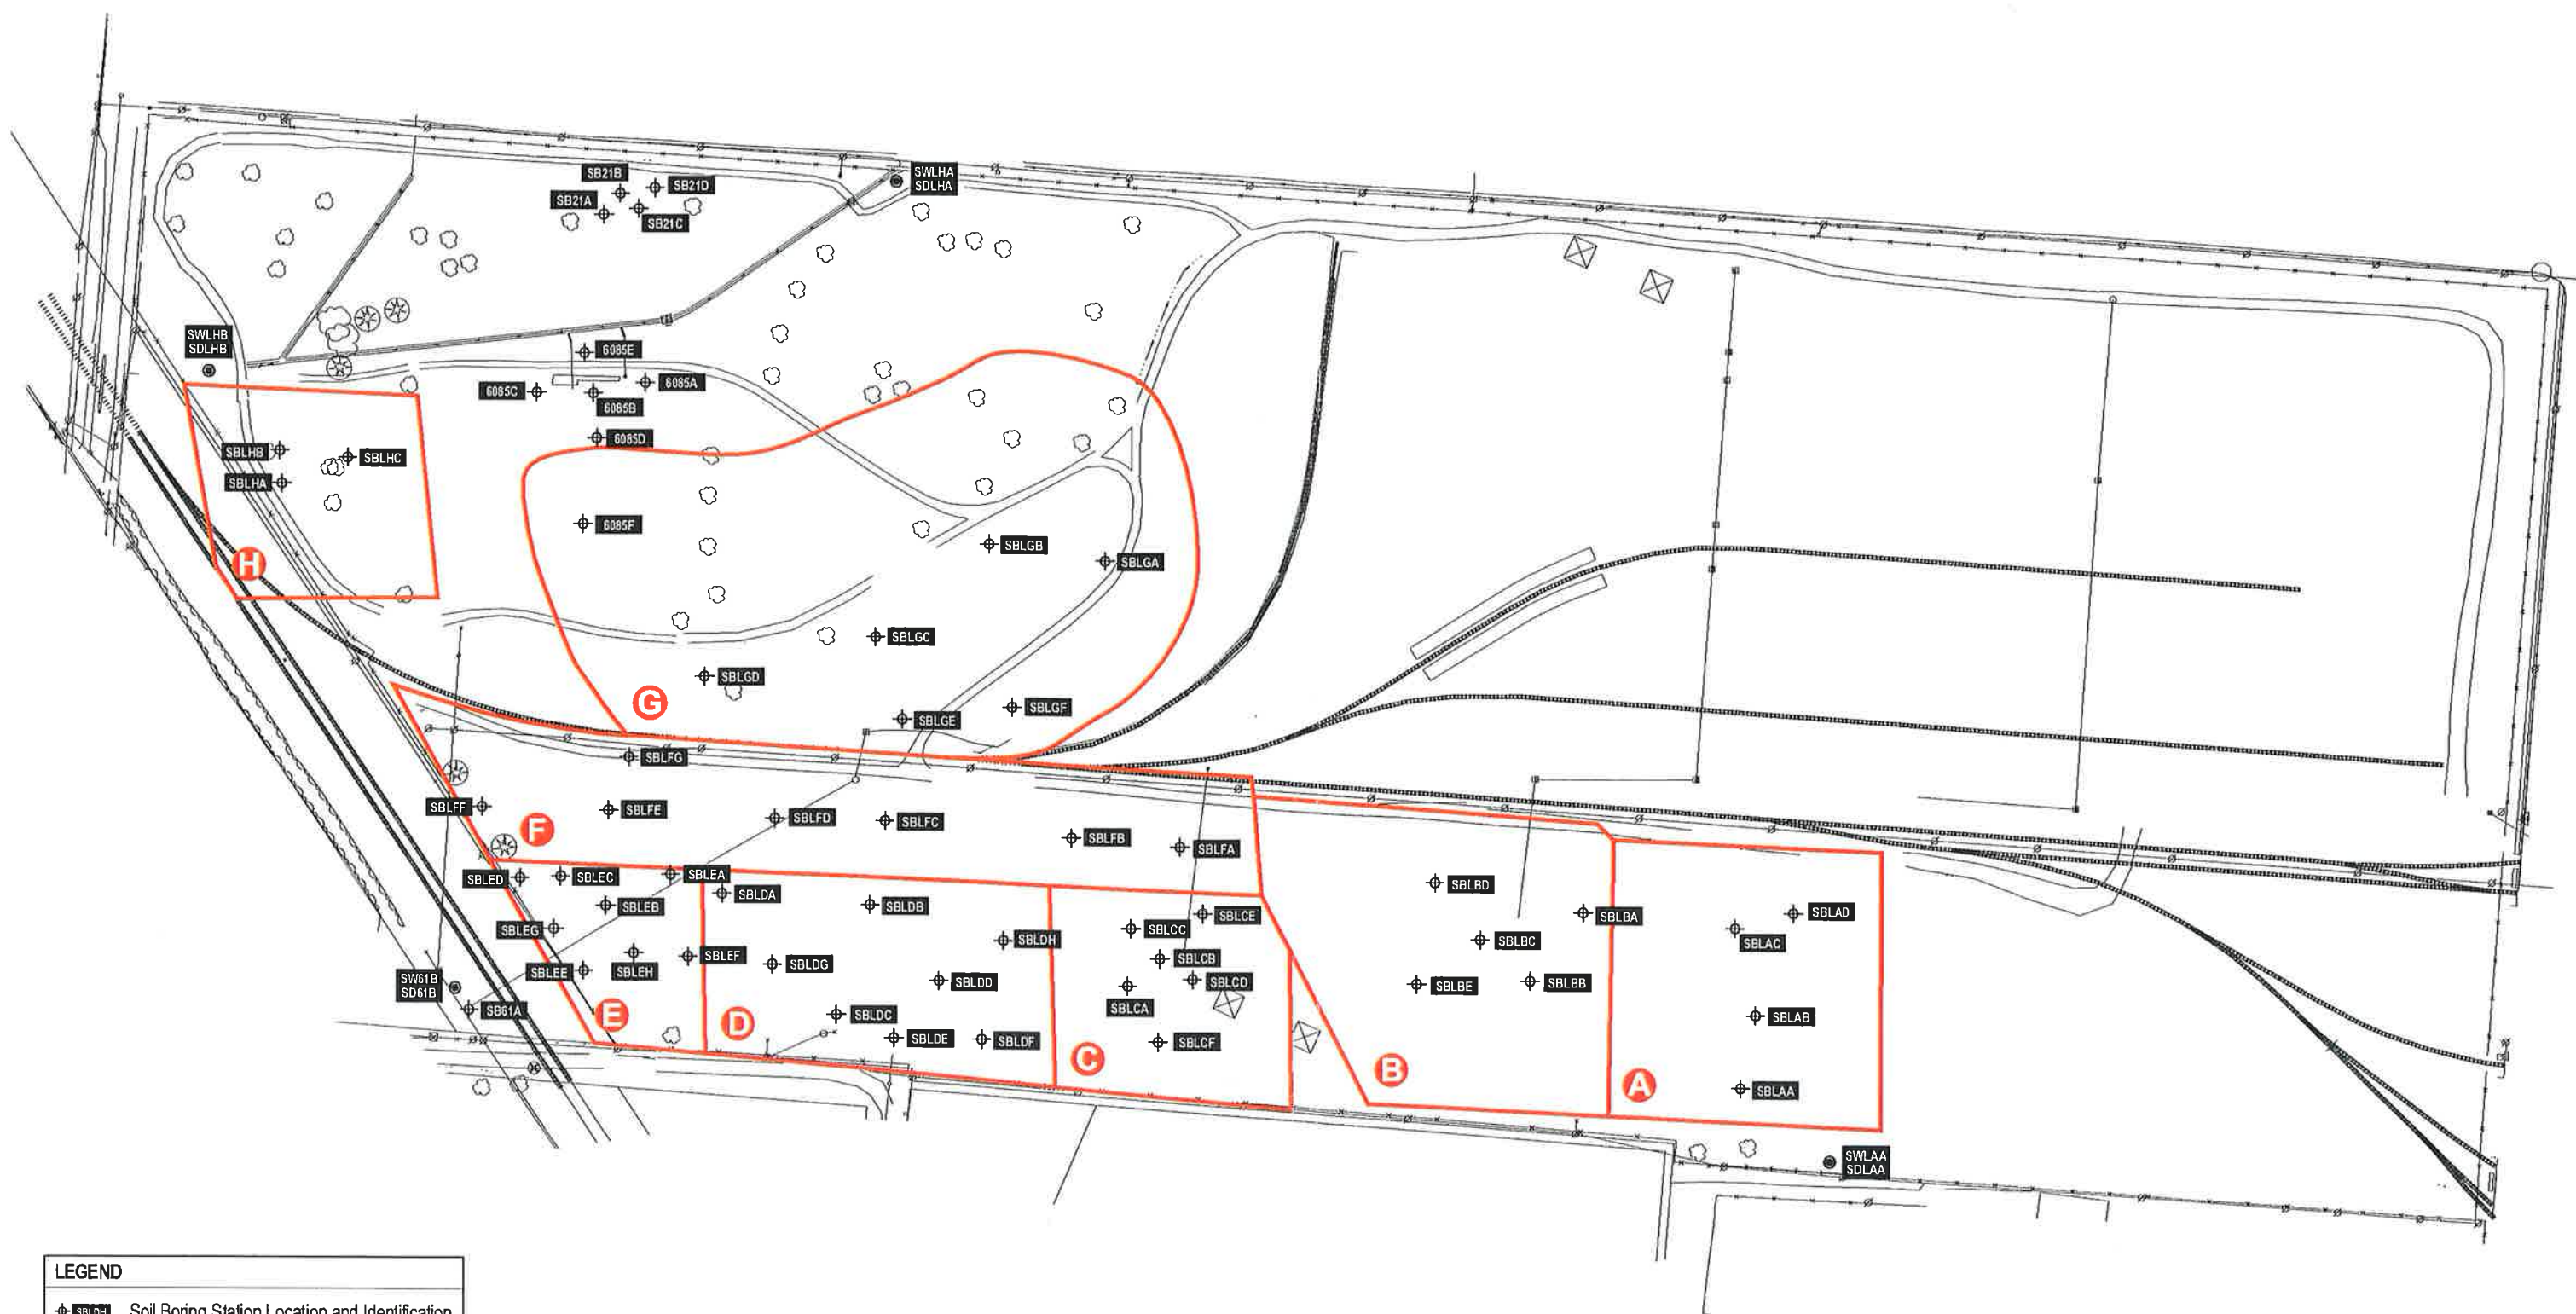 SB21B
SB21D
SB21A
SB21C
SWLHA
SDLHA
SWLHB
SDLHB
6085E
6085A
6085C
6085B
6085D
SBLHB
SBLHC
SBLHA
6085F
SBLGB
SBLGA
H
SBLGC
SBLGD
G
SBLGF
SBLGE
SBLFG
SBLFF
SBLFE
SBLFD
SBLFC
F
SBLFB
SBLFA
SBLED
SBLEC
SBLEA
SBLDA
SBLEB
SBLDB
SBLBD
SBLCE
SBLBA
SBLAD
SBLEG
SBLCC
SBLDH
SBLBC
SBLAC
SBLEE
SBLEH
SBLEF
SBLDG
SBLCB
SW61B
SD61B
SBLDD
SBLCD
SBLBE
SBLBB
SB61A
SBLCA
E
D
SBLDC
SBLAB
SBLDE
SBLDF
SBLCF
C
B
A
SBLAA
SWLAA
SDLAA
LEGEND
SBLDH Soil Boring Station Location and Identification